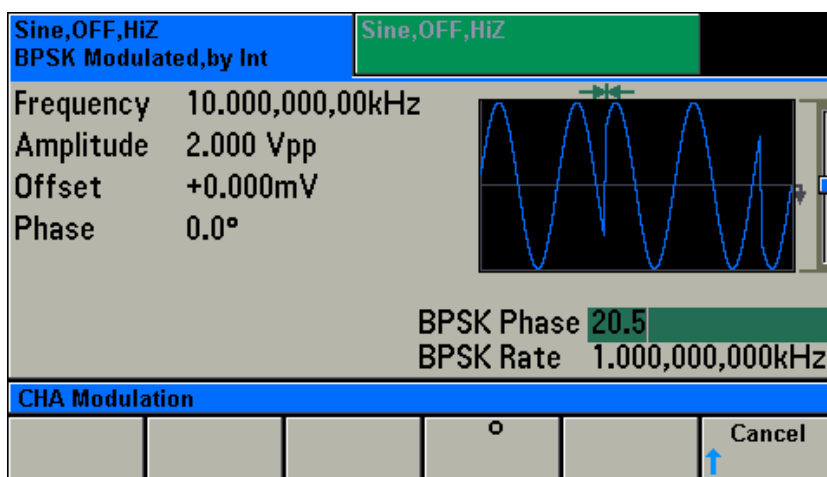 Sine,OFF,HiZ
BPSK Modulated,by Int
Sine,OFF,HiZ
Frequency 10.000,000,00kHz
Amplitude 2.000 Vpp
Offset +0.000mV
Phase 0.0°
BPSK Phase 20.5
BPSK Rate 1.000,000,000kHz
CHA Modulation
° Cancel